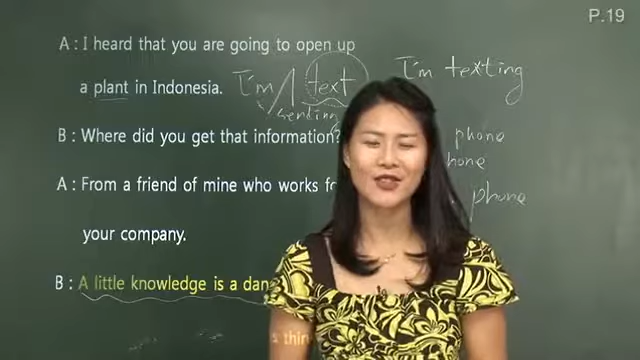 P.19
A : I heard that you are going to open up
a plant in Indonesia.
I'm text
sending
I'm texting
B : Where did you get that information?
phone
hone
phone
A : From a friend of mine who works fo
your company.
B : A little knowledge is a dan
s thin